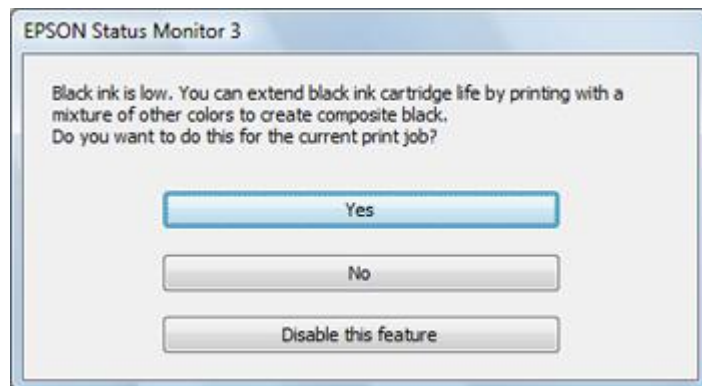 EPSON Status Monitor 3
Black ink is low. You can extend black ink cartridge life by printing with a
mixture of other colors to create composite black.
Do you want to do this for the current print job?
Yes
No
Disable this feature